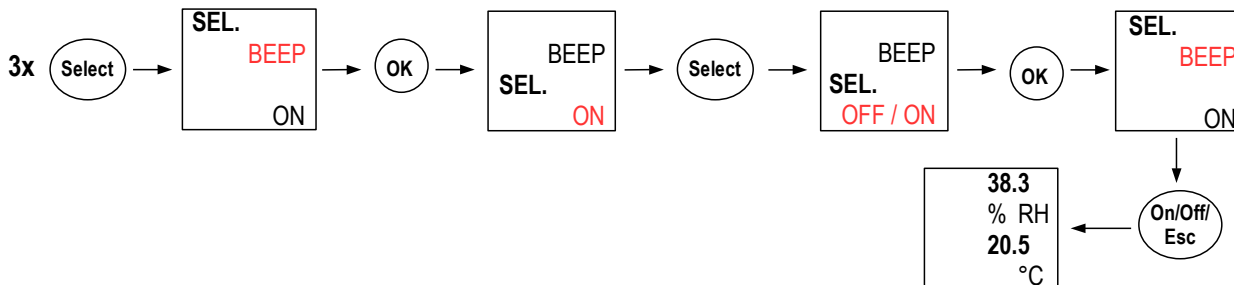 3x
Select
SEL.
BEEP
ON
OK
BEEP
SEL.
ON
Select
BEEP
SEL.
OFF / ON
OK
SEL.
BEEP
ON
On/Off/
Esc
38.3
% RH
20.5
°C